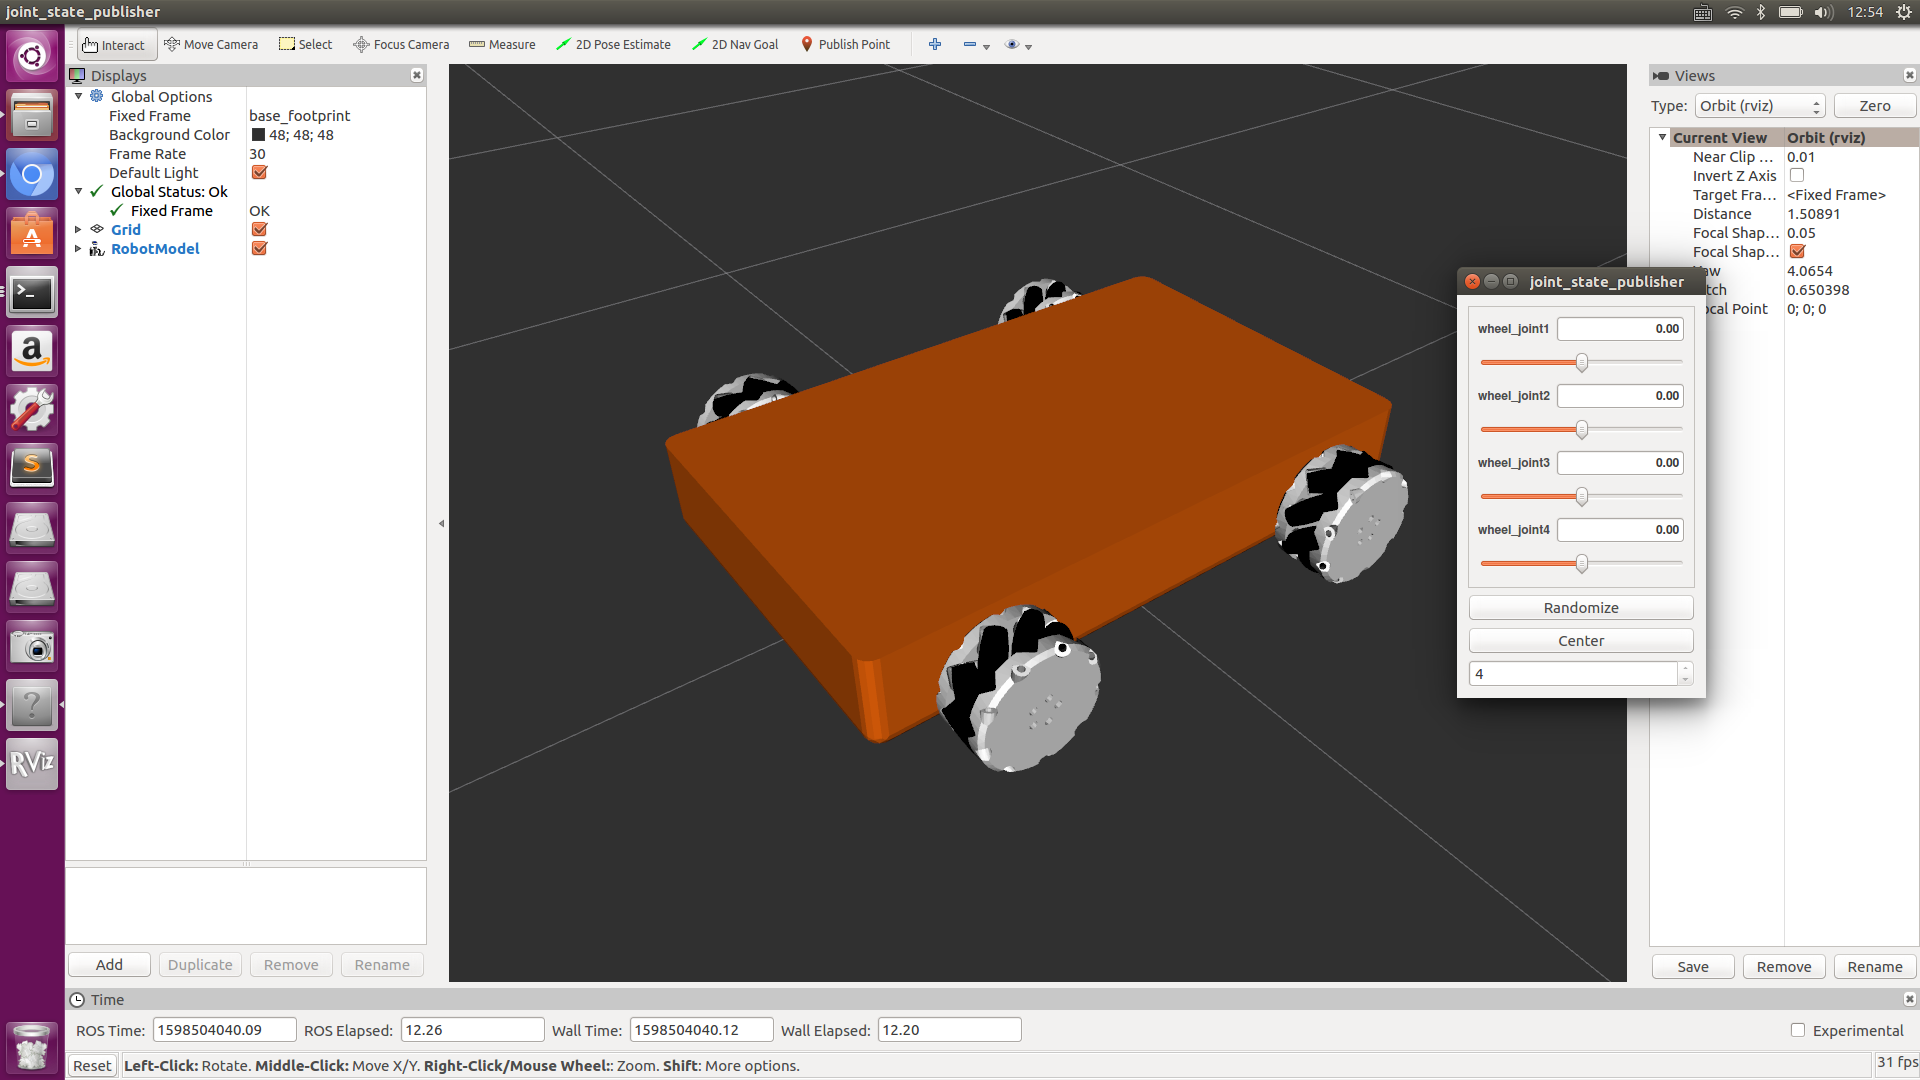 joint_state_publisher
12:54
Interact Move Camera Select Focus Camera Measure 2D Pose Estimate 2D Nav Goal Publish Point
Displays
Global Options
Fixed Frame base_footprint
Background Color 48; 48; 48
Frame Rate 30
Default Light
Global Status: Ok
Fixed Frame OK
Grid
RobotModel
Add Duplicate Remove Rename
Views
Type: Orbit (rviz) Zero
Current View Orbit (rviz)
Near Clip ... 0.01
Invert Z Axis
Target Fra... <Fixed Frame>
Distance 1.50891
Focal Shap... 0.05
Focal Shap...
aw 4.0654
tch 0.650398
ocal Point 0; 0; 0
joint_state_publisher
wheel_joint1 0.00
wheel_joint2 0.00
wheel_joint3 0.00
wheel_joint4 0.00
Randomize
Center
4
Save Remove Rename
a
S
?
RViz
Time
ROS Time: 1598504040.09 ROS Elapsed: 12.26 Wall Time: 1598504040.12 Wall Elapsed: 12.20 Experimental
Reset Left-Click: Rotate. Middle-Click: Move X/Y. Right-Click/Mouse Wheel:: Zoom. Shift: More options. 31 fps